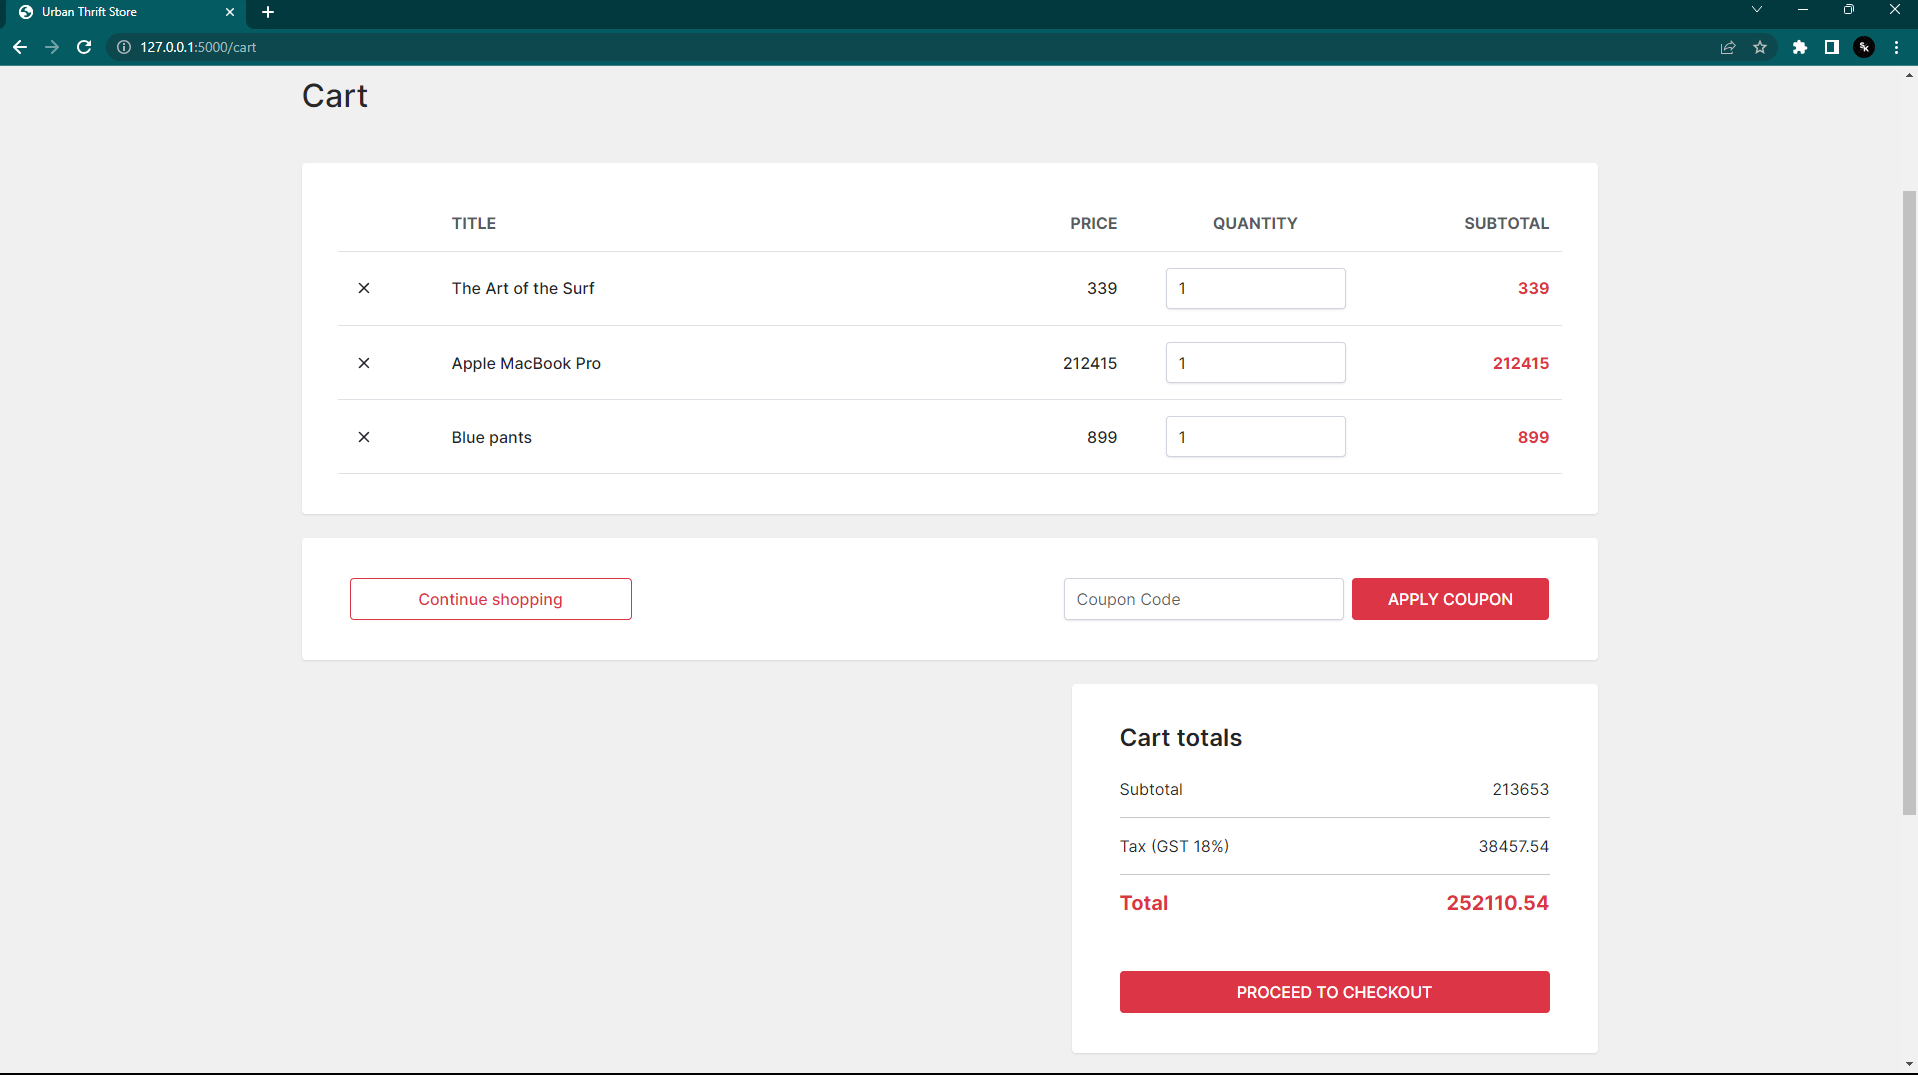 Urban Thrift Store
127.0.0.1:5000/cart
SK
Cart
TITLE PRICE QUANTITY SUBTOTAL
The Art of the Surf 339 1 339
Apple MacBook Pro 212415 1 212415
Blue pants 899 1 899
Continue shopping Coupon Code APPLY COUPON
Cart totals
Subtotal 213653
Tax (GST 18%) 38457.54
Total 252110.54
PROCEED TO CHECKOUT